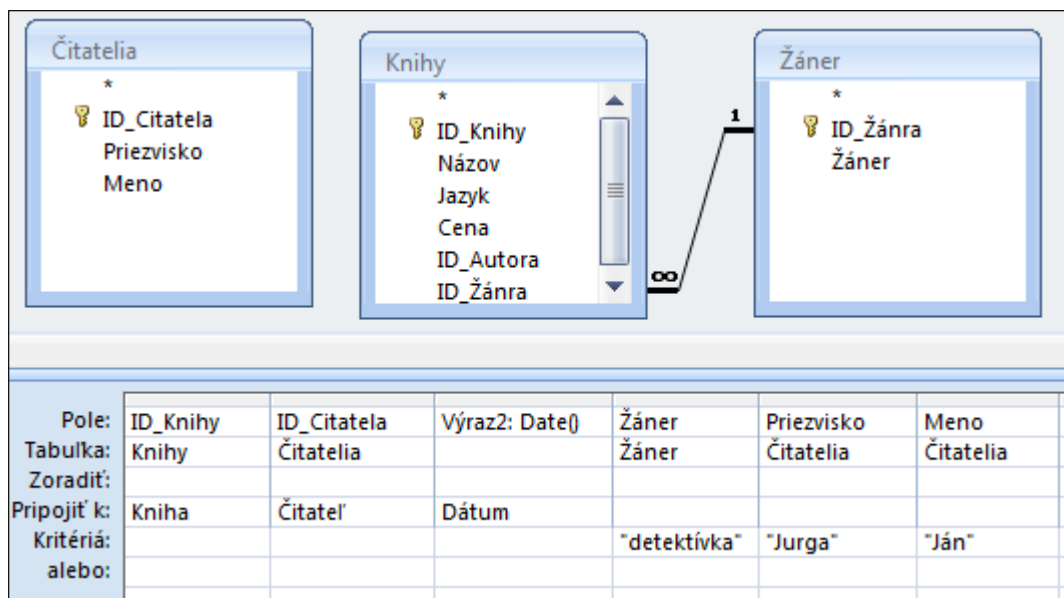 Čitatelia
*
ID_Citatela
Priezvisko
Meno
Knihy
*
ID_Knihy
Názov
Jazyk
Cena
ID_Autora
ID_Žánra
1
∞
Žáner
*
ID_Žánra
Žáner
Pole: ID_Knihy ID_Citatela Výraz2: Date() Žáner Priezvisko Meno
Tabuľka: Knihy Čitatelia Žáner Čitatelia Čitatelia
Zoradiť:
Pripojiť k: Kniha Čitateľ Dátum
Kritériá: "detektívka" "Jurga" "Ján"
alebo: